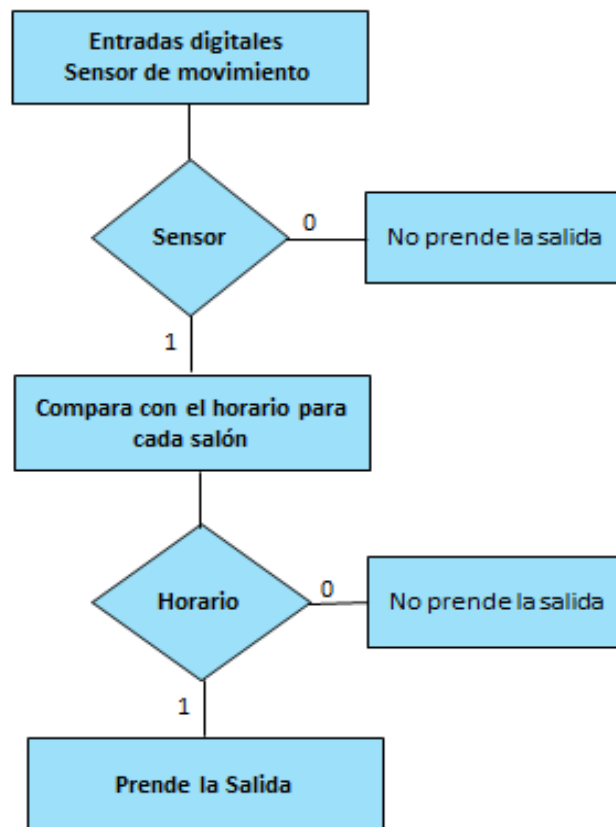 Entradas digitales
Sensor de movimiento
Sensor
0
No prende la salida
1
Compara con el horario para
cada salón
Horario
0
No prende la salida
1
Prende la Salida